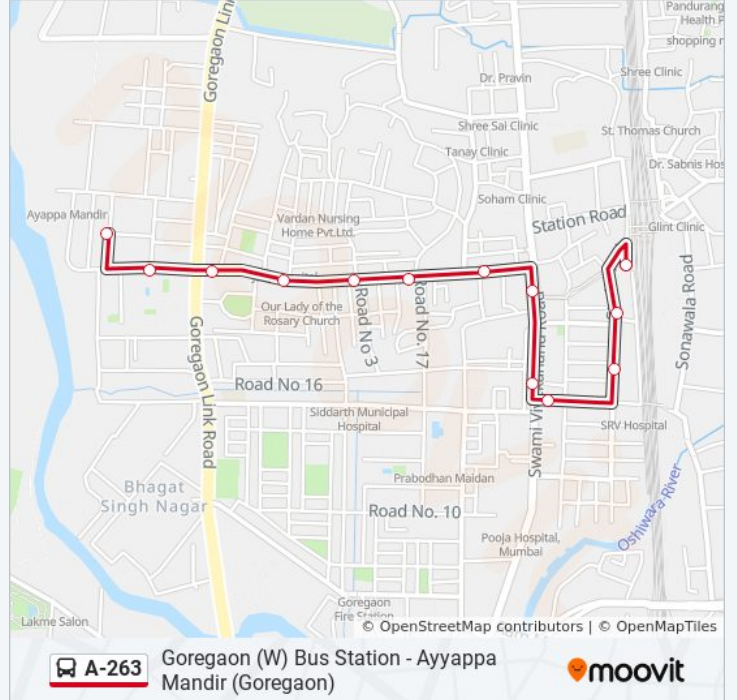 Pandurang
Health P
shopping r
Goregaon Lin
Dr. Pravin
Shree Clinic
Shree Sai Clinic
St. Thomas Church
Tanay Clinic
Dr. Sabnis Hos
Soham Clinic
Ayappa Mandir
Vardan Nursing
Home Pvt.Ltd.
Station Road
Glint Clinic
Sonawala Road
Our Lady of the
Rosary Church
Road No 3
Road No. 17
Goregaon Link Road
Road No 16
Siddarth Municipal
Hospital
Swami Viv
Road
SRV Hospital
Prabodhan Maidan
Bhagat
Singh Nagar
Road No. 10
Oshiwara River
Pooja Hospital,
Mumbai
Goregaon
Fire Station
Lakme Salon
© OpenStreetMap contributors | © OpenMapTiles
A-263
Goregaon (W) Bus Station - Ayyappa
Mandir (Goregaon)
moovit